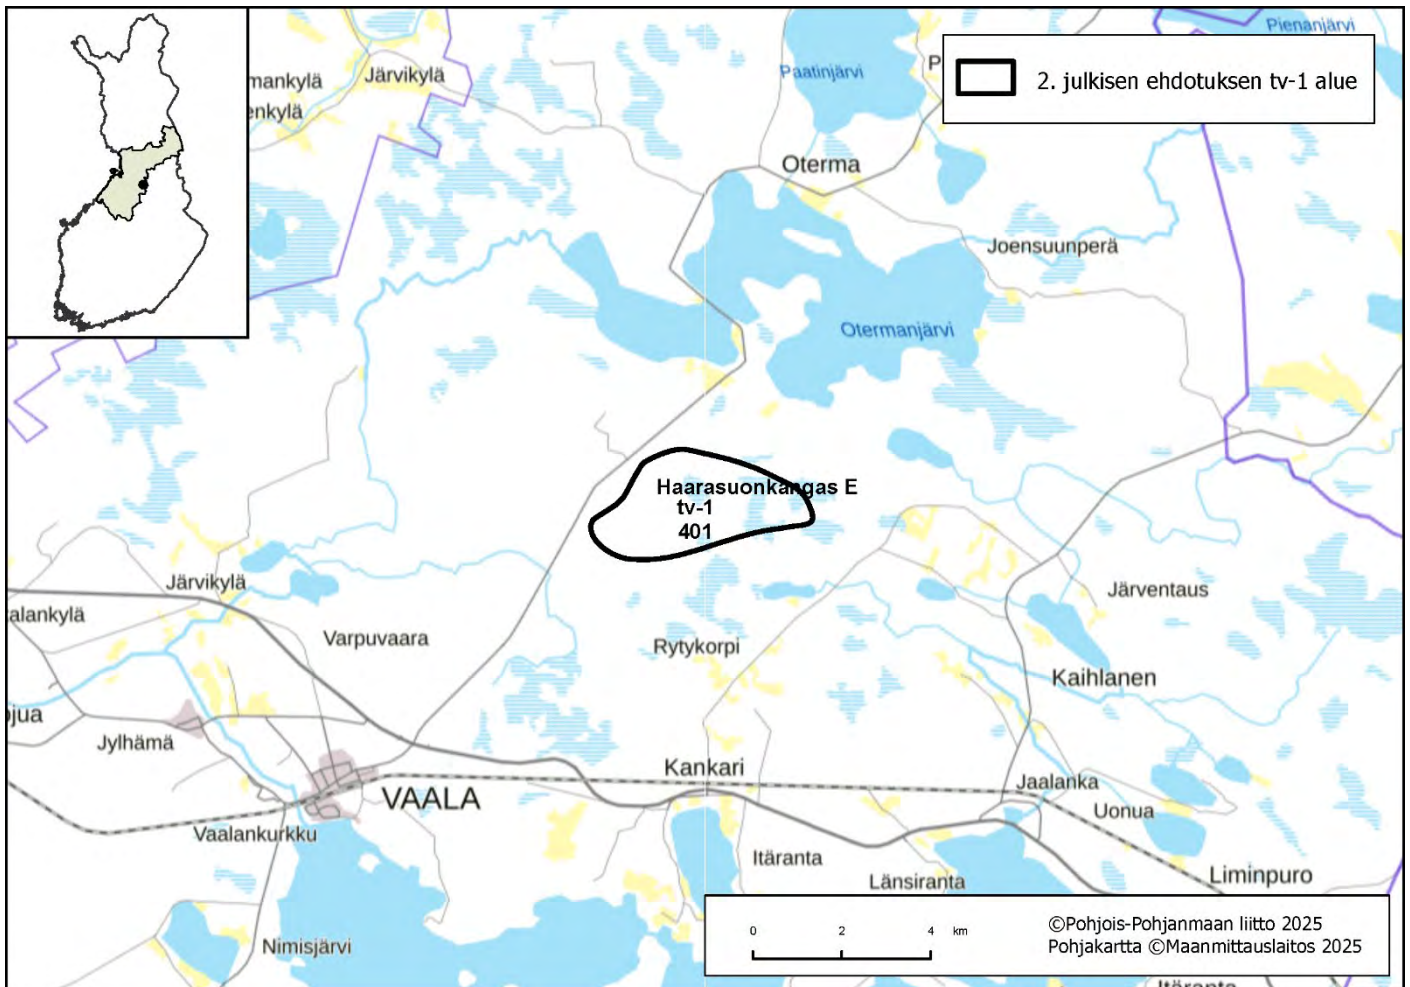 Pienanjärvi
2. julkisen ehdotuksen tv-1 alue
Järvikylä
mankylä
enkylä
Paatinjärvi
P
Oterma
Joensuunperä
Otermanjärvi
Haarasuonkangas E
tv-1
401
Järvikylä
alankylä
Varpuvaara
Järventaus
Rytykorpi
Kaihlanen
ojua
Jylhämä
Kankari
Jaalanka
VAALA
Uonua
Vaalankurkku
Itäranta
Länsiranta
Liminpuro
Nimisjärvi
0 2 4 km
©Pohjois-Pohjanmaan liitto 2025
Pohjakartta ©Maanmittauslaitos 2025